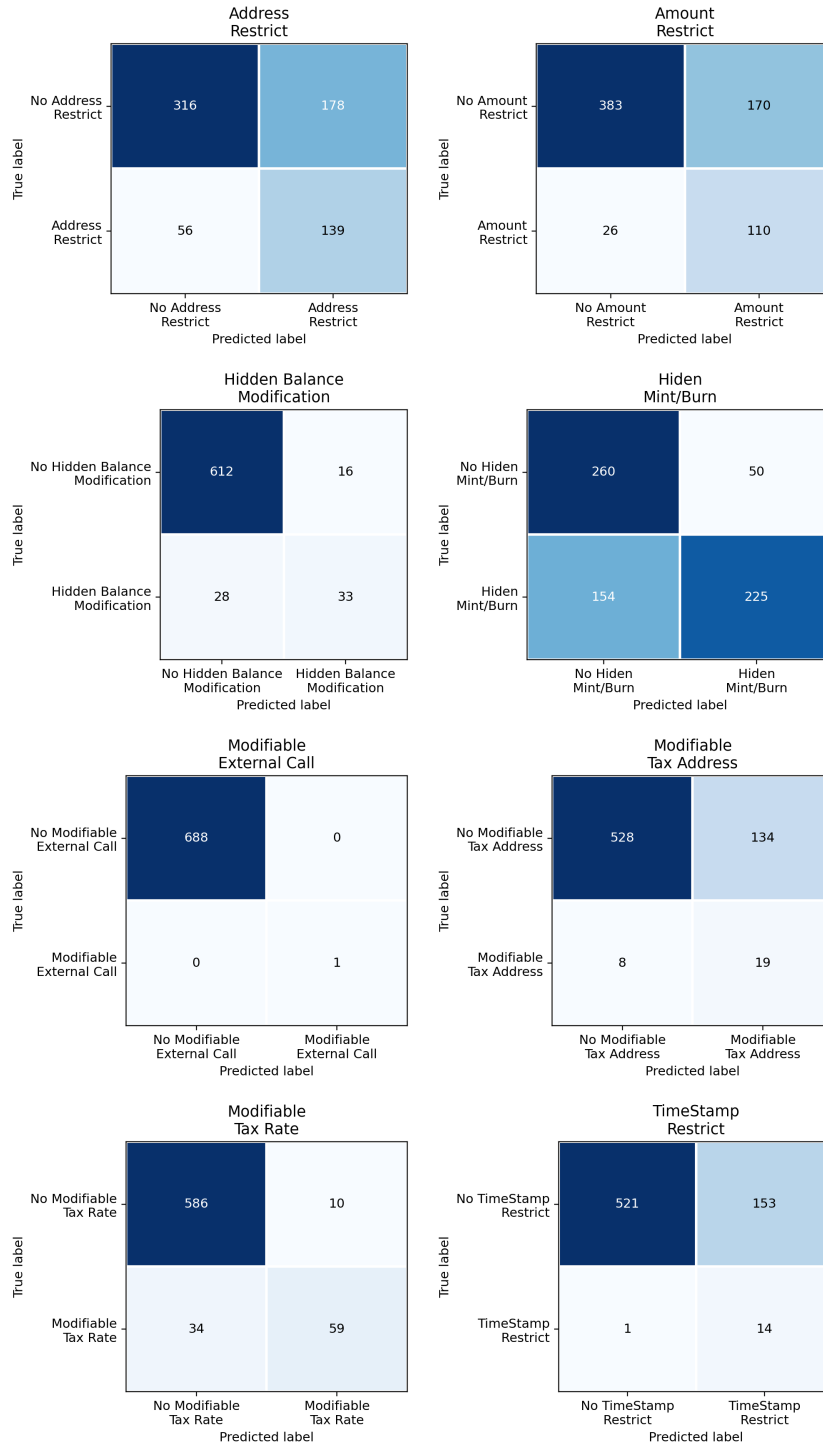 Address
Restrict
No Address
Restrict
316
178
Address
Restrict
56
139
True label
No Address
Restrict
Address
Restrict
Predicted label
Amount
Restrict
No Amount
Restrict
383
170
Amount
Restrict
26
110
True label
No Amount
Restrict
Amount
Restrict
Predicted label
Hidden Balance
Modification
No Hidden Balance
Modification
612
16
Hidden Balance
Modification
28
33
True label
No Hidden Balance
Modification
Hidden Balance
Modification
Predicted label
Hiden
Mint/Burn
No Hiden
Mint/Burn
260
50
Hiden
Mint/Burn
154
225
True label
No Hiden
Mint/Burn
Hiden
Mint/Burn
Predicted label
Modifiable
External Call
No Modifiable
External Call
688
0
Modifiable
External Call
0
1
True label
No Modifiable
External Call
Modifiable
External Call
Predicted label
Modifiable
Tax Address
No Modifiable
Tax Address
528
134
Modifiable
Tax Address
8
19
True label
No Modifiable
Tax Address
Modifiable
Tax Address
Predicted label
Modifiable
Tax Rate
No Modifiable
Tax Rate
586
10
Modifiable
Tax Rate
34
59
True label
No Modifiable
Tax Rate
Modifiable
Tax Rate
Predicted label
TimeStamp
Restrict
No TimeStamp
Restrict
521
153
TimeStamp
Restrict
1
14
True label
No TimeStamp
Restrict
TimeStamp
Restrict
Predicted label